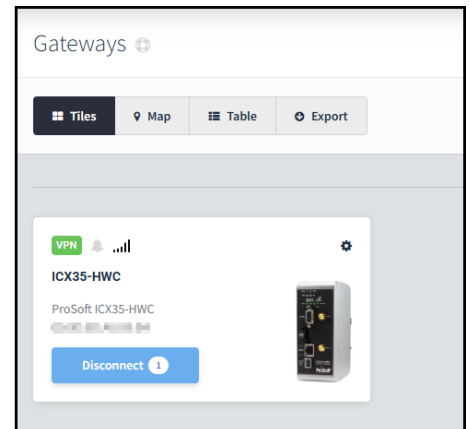 Gateways
Tiles Map Table Export
VPN
ICX35-HWC
ProSoft ICX35-HWC
Disconnect 1